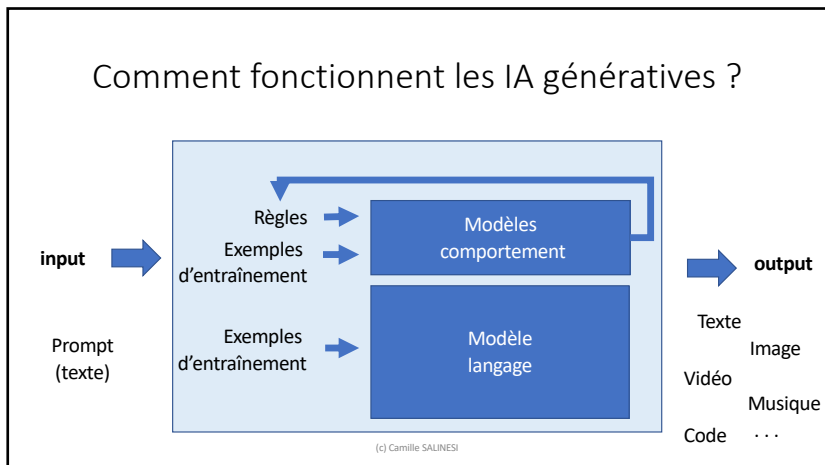 Comment fonctionnent les IA génératives ?
input
Prompt
(texte)
Règles
Exemples
d'entraînement
Exemples
d'entraînement
Modèles
comportement
Modèle
langage
output
Texte
Image
Vidéo
Musique
Code
· · ·
(c) Camille SALINESI